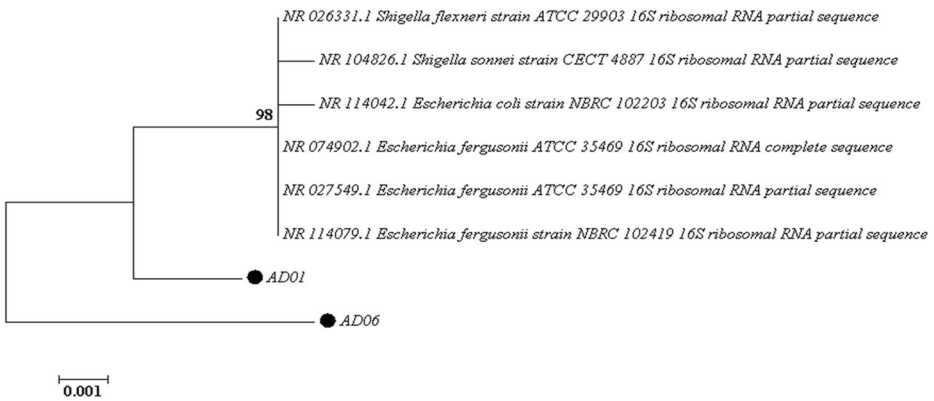 NR 026331.1 Shigella flexneri strain ATCC 29903 16S ribosomal RNA partial sequence
NR 104826.1 Shigella sonnei strain CECT 4887 16S ribosomal RNA partial sequence
NR 114042.1 Escherichia coli strain NBRC 102203 16S ribosomal RNA partial sequence
98
NR 074902.1 Escherichia fergusonii ATCC 35469 16S ribosomal RNA complete sequence
NR 027549.1 Escherichia fergusonii ATCC 35469 16S ribosomal RNA partial sequence
NR 114079.1 Escherichia fergusonii strain NBRC 102419 16S ribosomal RNA partial sequence
AD01
AD06
0.001